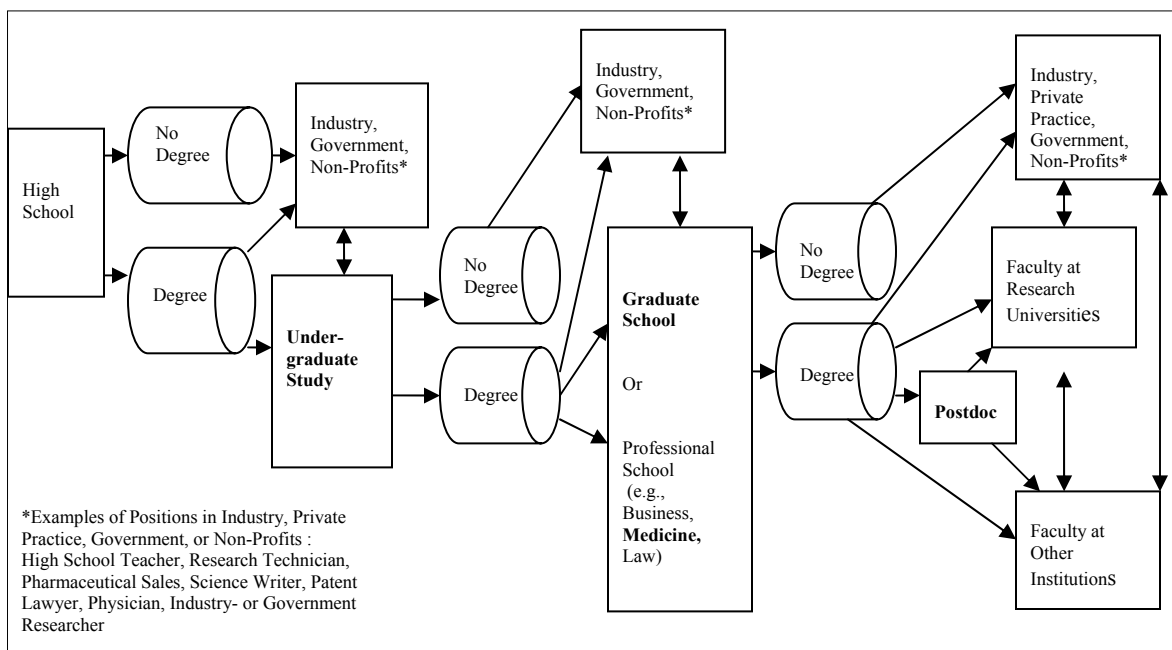 High
School
No
Degree
Degree
Industry,
Government,
Non-Profits*
Under-
graduate
Study
No
Degree
Degree
Industry,
Government,
Non-Profits*
Graduate
School
Or
Professional
School
(e.g.,
Business,
Medicine,
Law)
No
Degree
Degree
Postdoc
Industry,
Private
Practice,
Government,
Non-Profits*
Faculty at
Research
Universities
Faculty at
Other
Institutions
*Examples of Positions in Industry, Private
Practice, Government, or Non-Profits :
High School Teacher, Research Technician,
Pharmaceutical Sales, Science Writer, Patent
Lawyer, Physician, Industry- or Government
Researcher